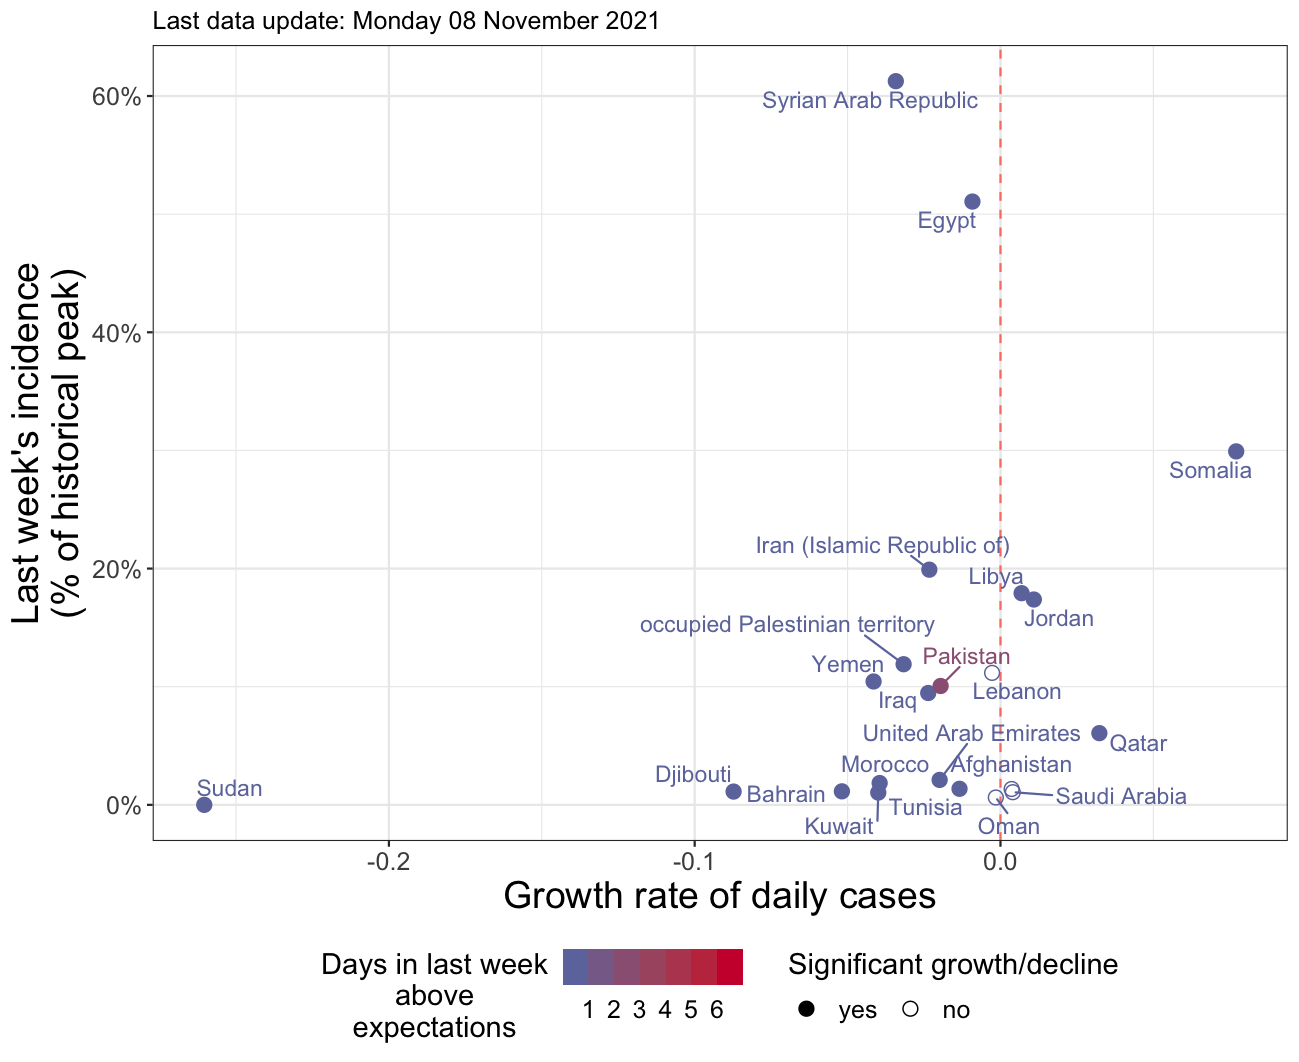 Last data update: Monday 08 November 2021
60%
40%
20%
0%
Last week's incidence
(% of historical peak)
Syrian Arab Republic
Egypt
Somalia
Iran (Islamic Republic of)
Libya
Jordan
occupied Palestinian territory
Pakistan
Yemen
Lebanon
Iraq
United Arab Emirates
Qatar
Morocco
Afghanistan
Djibouti
Sudan
Bahrain
Saudi Arabia
Tunisia
Kuwait
Oman
-0.2
-0.1
0.0
Growth rate of daily cases
Days in last week
above
expectations
1 2 3 4 5 6
Significant growth/decline
yes
no